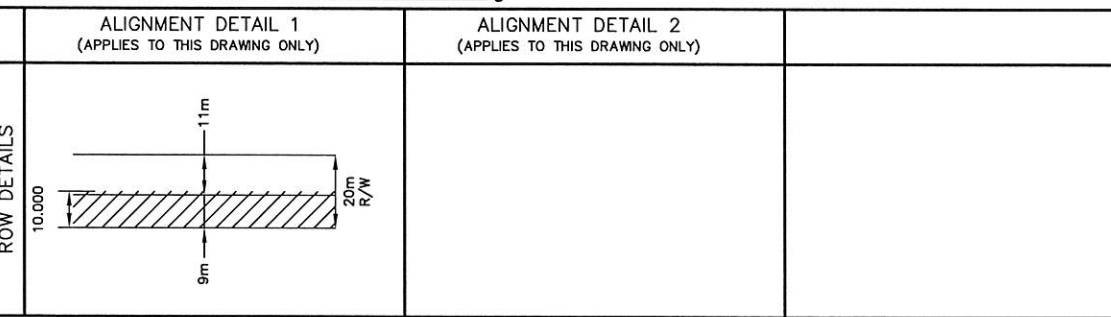 ALIGNMENT DETAIL 1
(APPLIES TO THIS DRAWING ONLY)
ALIGNMENT DETAIL 2
(APPLIES TO THIS DRAWING ONLY)
ROW DETAILS
10.000
11m
9m
20m
R/W